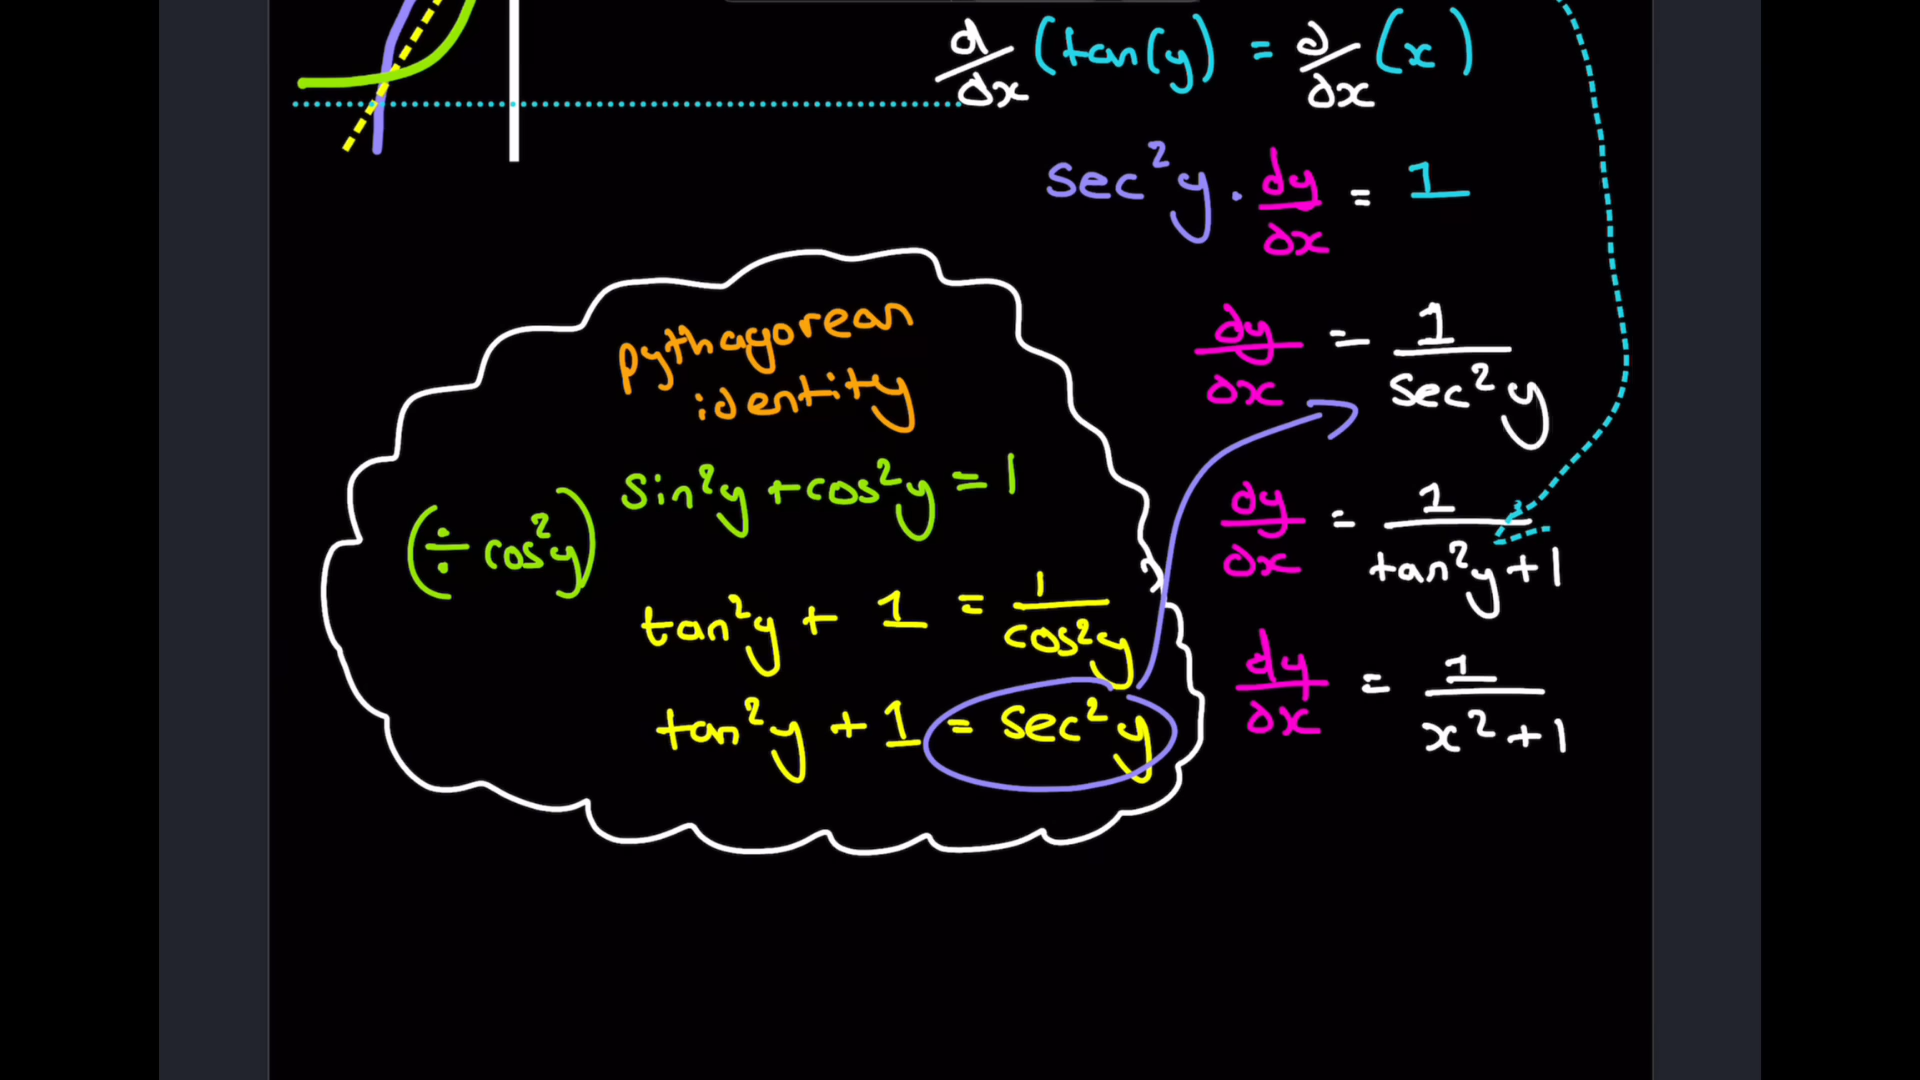 d/dx (tan(y) = d/dx (x)
sec²y · dy/dx = 1
dy/dx = 1/sec²y
dy/dx = 1/tan²y+1
dy/dx = 1/x²+1
pythagorean
identity
sin²y + cos²y = 1
(÷ cos²y)
tan²y + 1 = 1/cos²y
tan²y + 1 = sec²y